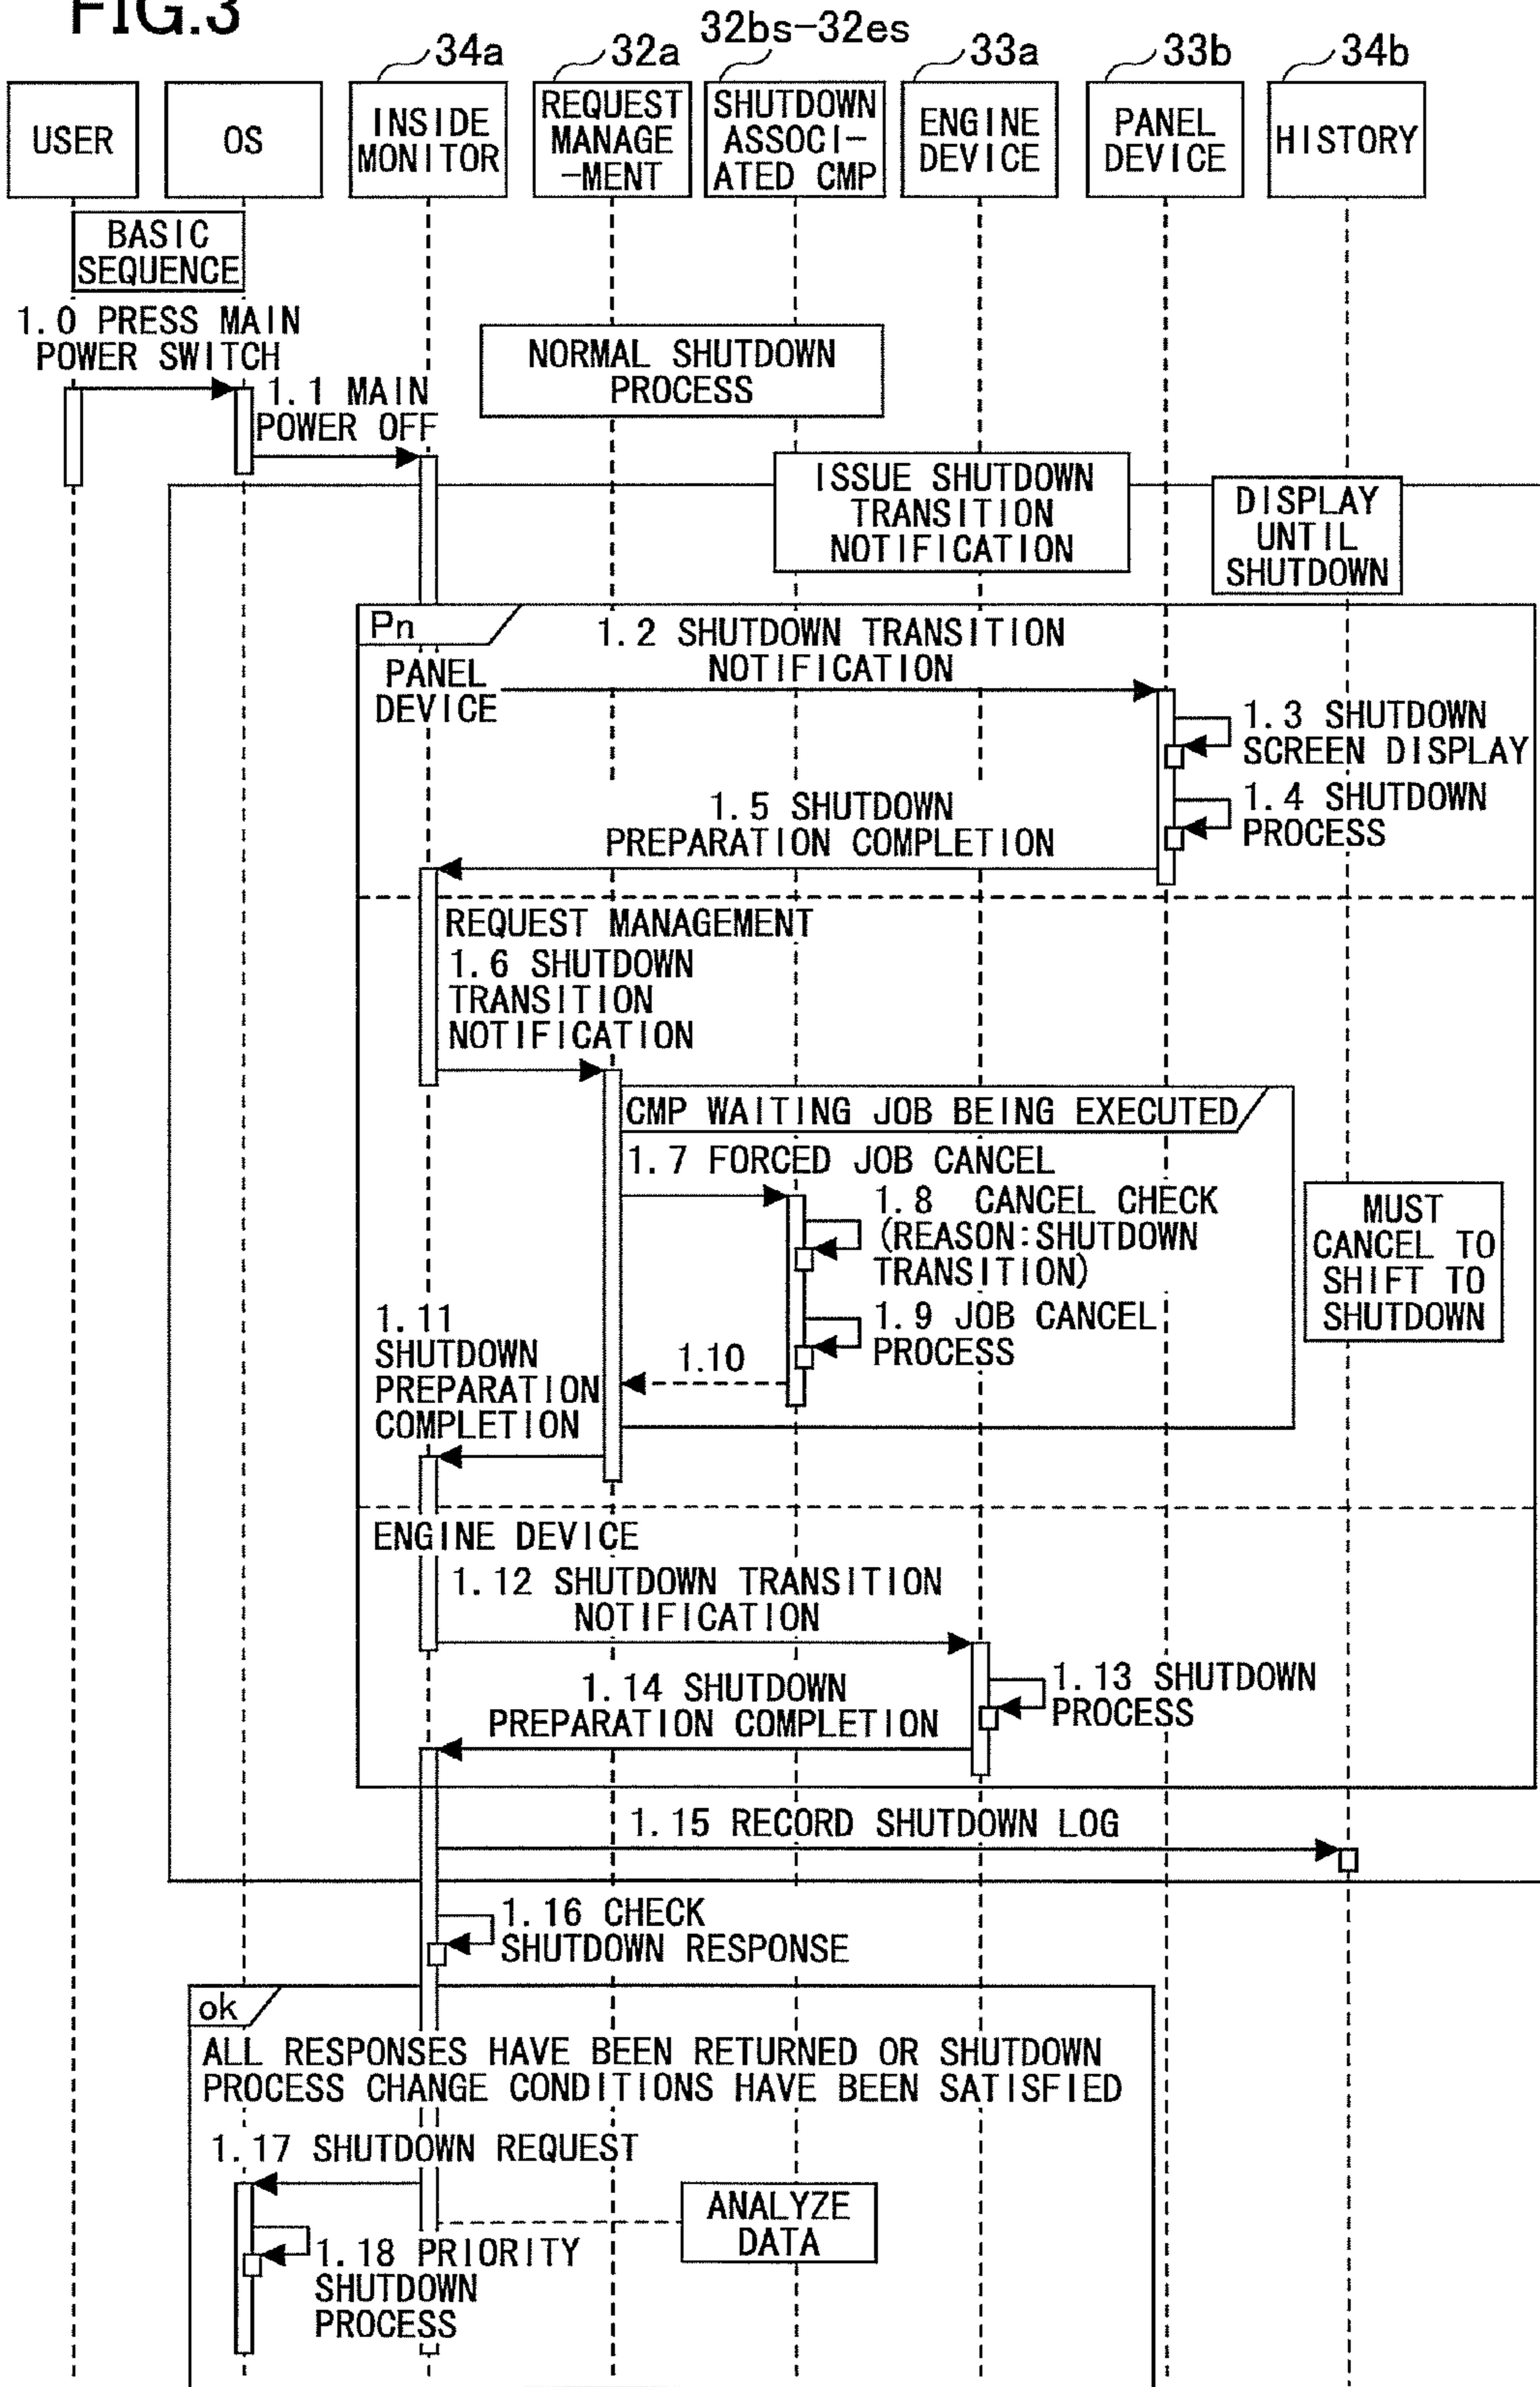 FIG.3
34a
32a
32bs-32es
33a
33b
34b
USER
OS
INSIDE
MONITOR
REQUEST
MANAGE
-MENT
SHUTDOWN
ASSOCI-
ATED CMP
ENGINE
DEVICE
PANEL
DEVICE
HISTORY
BASIC
SEQUENCE
1.0 PRESS MAIN
POWER SWITCH
NORMAL SHUTDOWN
PROCESS
1.1 MAIN
POWER OFF
ISSUE SHUTDOWN
TRANSITION
NOTIFICATION
DISPLAY
UNTIL
SHUTDOWN
Pn
1.2 SHUTDOWN TRANSITION
NOTIFICATION
PANEL
DEVICE
1.3 SHUTDOWN
SCREEN DISPLAY
1.4 SHUTDOWN
PROCESS
1.5 SHUTDOWN
PREPARATION COMPLETION
REQUEST MANAGEMENT
1.6 SHUTDOWN
TRANSITION
NOTIFICATION
CMP WAITING JOB BEING EXECUTED
1.7 FORCED JOB CANCEL
1.8 CANCEL CHECK
(REASON:SHUTDOWN
TRANSITION)
MUST
CANCEL TO
SHIFT TO
SHUTDOWN
1.9 JOB CANCEL
PROCESS
1.10
1.11
SHUTDOWN
PREPARATION
COMPLETION
ENGINE DEVICE
1.12 SHUTDOWN TRANSITION
NOTIFICATION
1.13 SHUTDOWN
PROCESS
1.14 SHUTDOWN
PREPARATION COMPLETION
1.15 RECORD SHUTDOWN LOG
1.16 CHECK
SHUTDOWN RESPONSE
ok
ALL RESPONSES HAVE BEEN RETURNED OR SHUTDOWN
PROCESS CHANGE CONDITIONS HAVE BEEN SATISFIED
1.17 SHUTDOWN REQUEST
ANALYZE
DATA
1.18 PRIORITY
SHUTDOWN
PROCESS